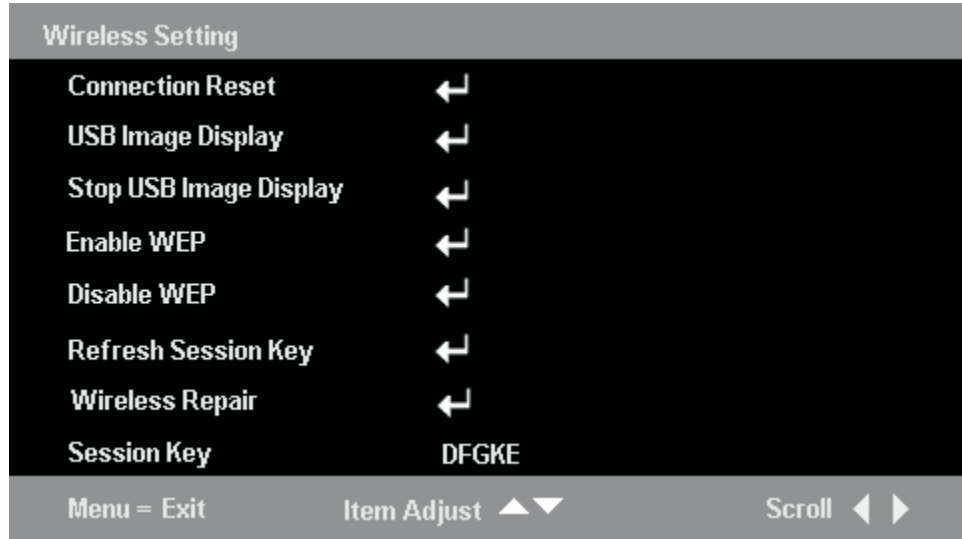 Wireless Setting
Connection Reset
USB Image Display
Stop USB Image Display
Enable WEP
Disable WEP
Refresh Session Key
Wireless Repair
Session Key DFGKE
Menu = Exit Item Adjust Scroll